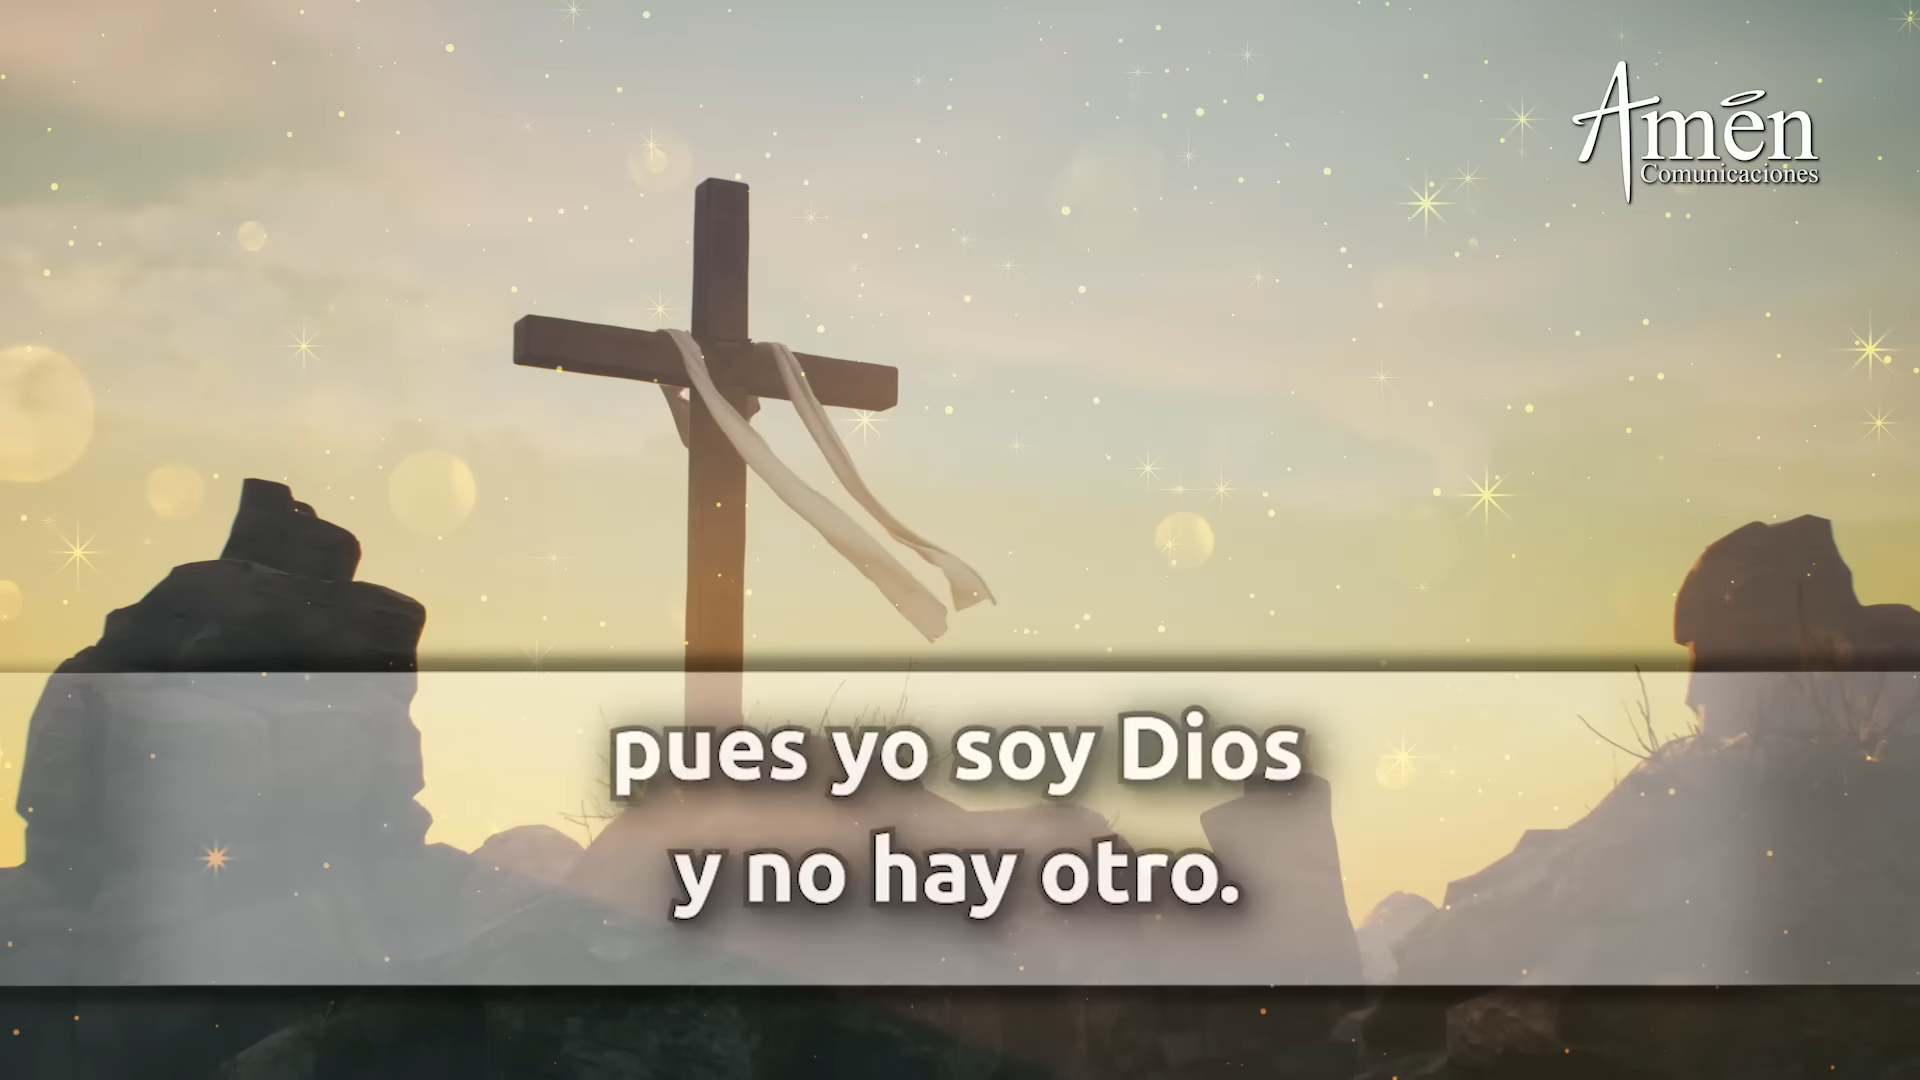 Amén
Comunicaciones
pues yo soy Dios
y no hay otro.